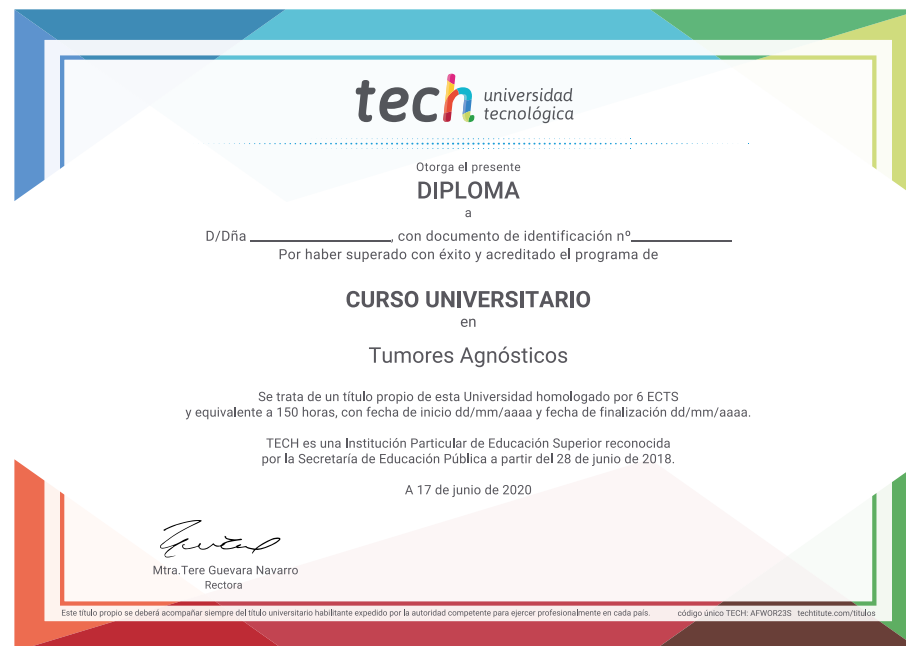 tech universidad
tecnológica
Otorga el presente
DIPLOMA
a
D/Dña ______________, con documento de identificación nº__________
Por haber superado con éxito y acreditado el programa de
CURSO UNIVERSITARIO
en
Tumores Agnósticos
Se trata de un título propio de esta Universidad homologado por 6 ECTS
y equivalente a 150 horas, con fecha de inicio dd/mm/aaaa y fecha de finalización dd/mm/aaaa.
TECH es una Institución Particular de Educación Superior reconocida
por la Secretaría de Educación Pública a partir del 28 de junio de 2018.
A 17 de junio de 2020
Mtra.Tere Guevara Navarro
Rectora
Este título propio se deberá acompañar siempre del título universitario habilitante expedido por la autoridad competente para ejercer profesionalmente en cada país. código único TECH: AFWOR23S techtitute.com/titulos